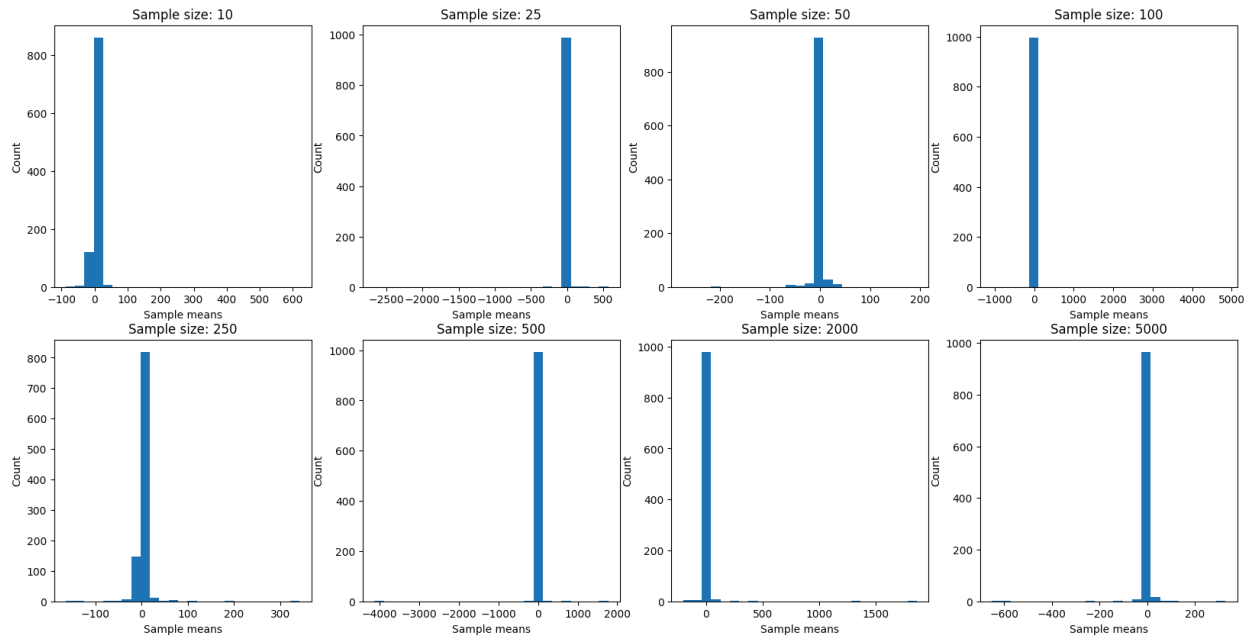 Sample size: 10
Sample size: 25
Sample size: 50
Sample size: 100
Count
800
600
400
200
0
−100 0 100 200 300 400 500 600
Sample means
Count
1000
800
600
400
200
0
−2500 −2000 −1500 −1000 −500 0 500
Sample means
Count
800
600
400
200
0
−200 −100 0 100 200
Sample means
Count
1000
800
600
400
200
0
−1000 0 1000 2000 3000 4000 5000
Sample means
Sample size: 250
Sample size: 500
Sample size: 2000
Sample size: 5000
Count
800
700
600
500
400
300
200
100
0
−100 0 100 200 300
Sample means
Count
1000
800
600
400
200
0
−4000 −3000 −2000 −1000 0 1000 2000
Sample means
Count
1000
800
600
400
200
0
0 500 1000 1500
Sample means
Count
1000
800
600
400
200
0
−600 −400 −200 0 200
Sample means